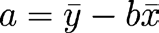 a = ȳ − bx̄